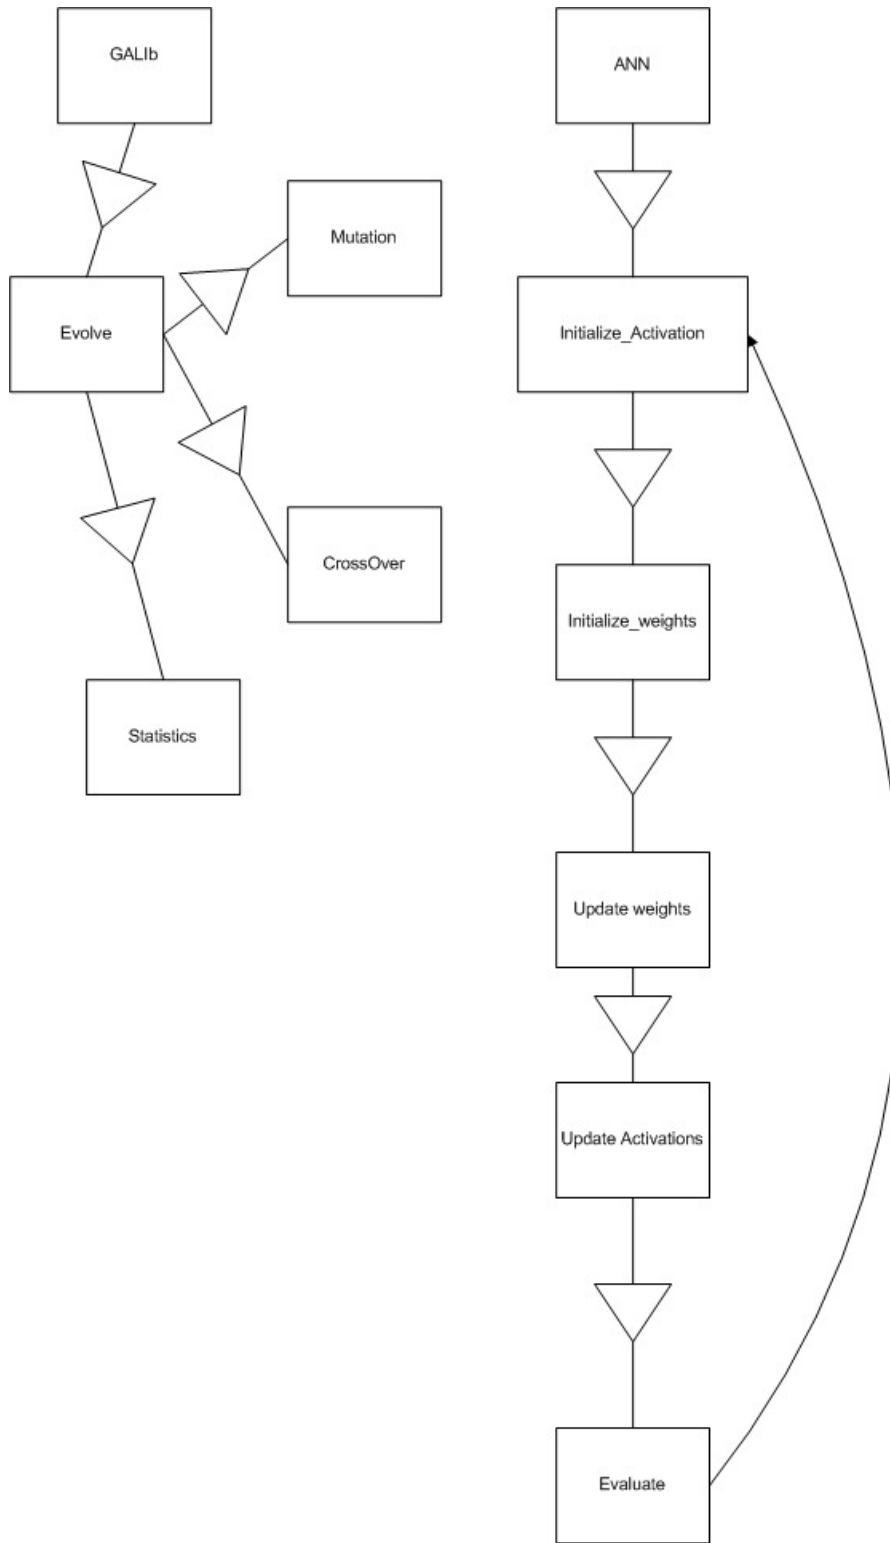 GALIb
Evolve
Mutation
CrossOver
Statistics
ANN
Initialize_Activation
Initialize_weights
Update weights
Update Activations
Evaluate